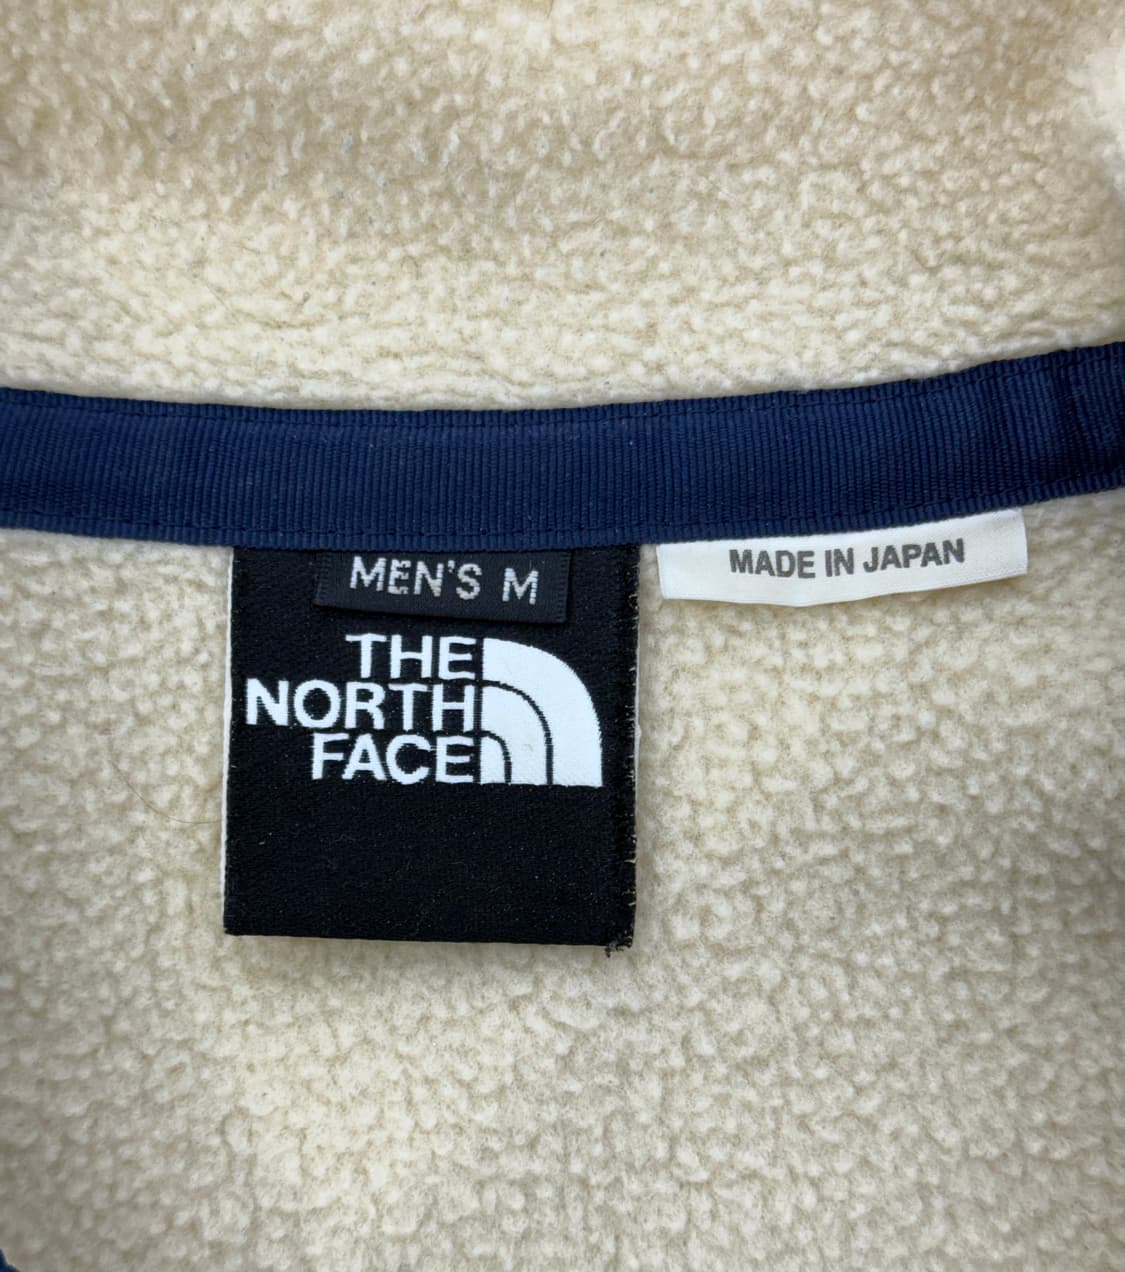 MEN'S M
THE
NORTH
FACE
MADE IN JAPAN